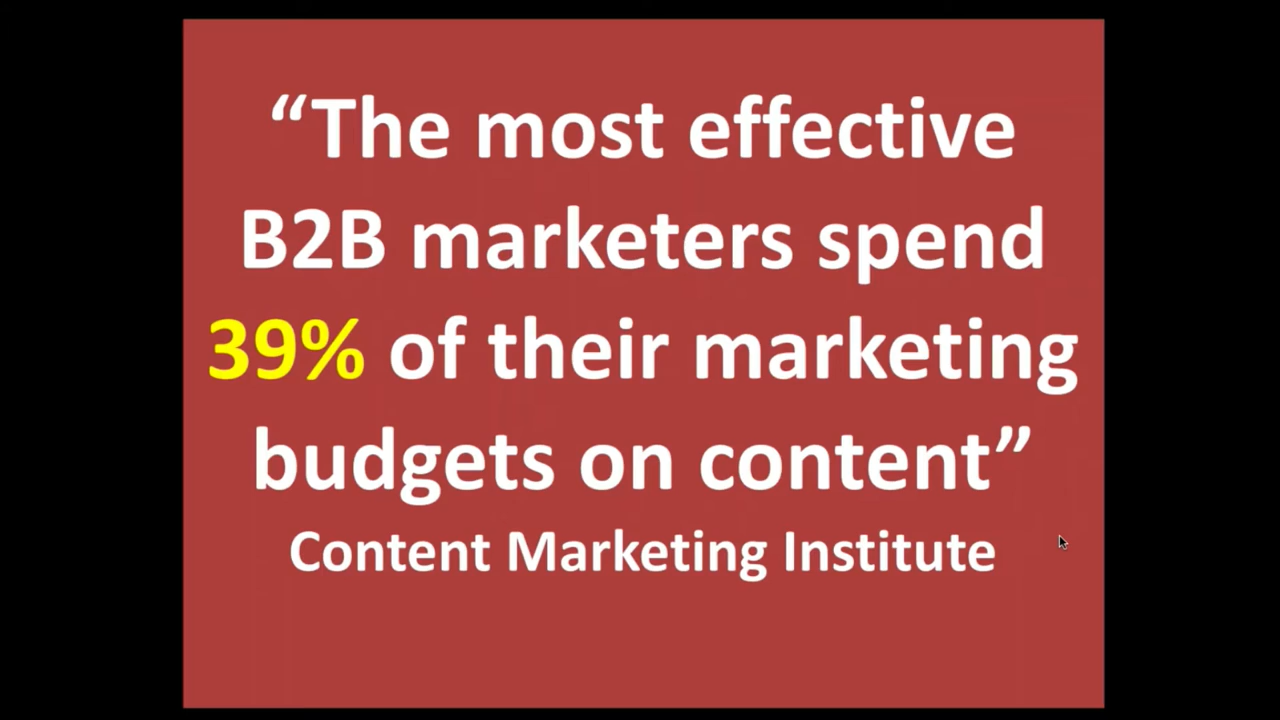 “The most effective
B2B marketers spend
39% of their marketing
budgets on content”
Content Marketing Institute